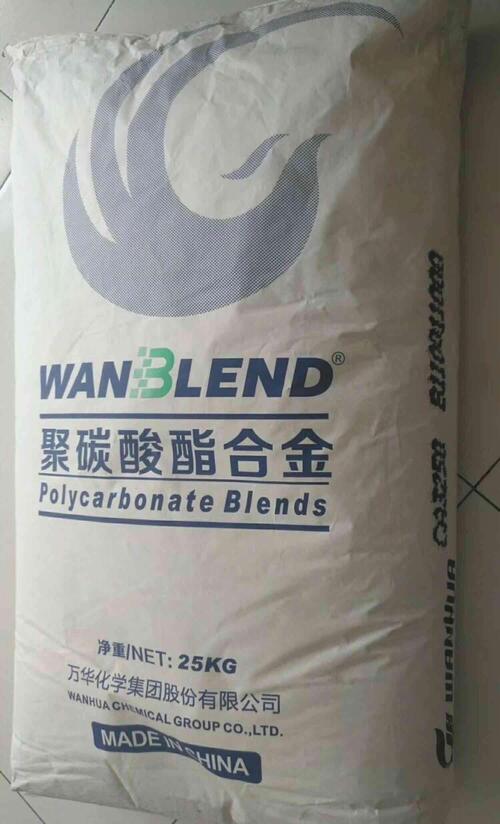 WANBLEND®
聚碳酸酯合金
Polycarbonate Blends
净重/NET: 25KG
万华化学集团股份有限公司
WANHUA CHEMICAL GROUP CO.,LTD.
MADE IN CHINA
WANHUA